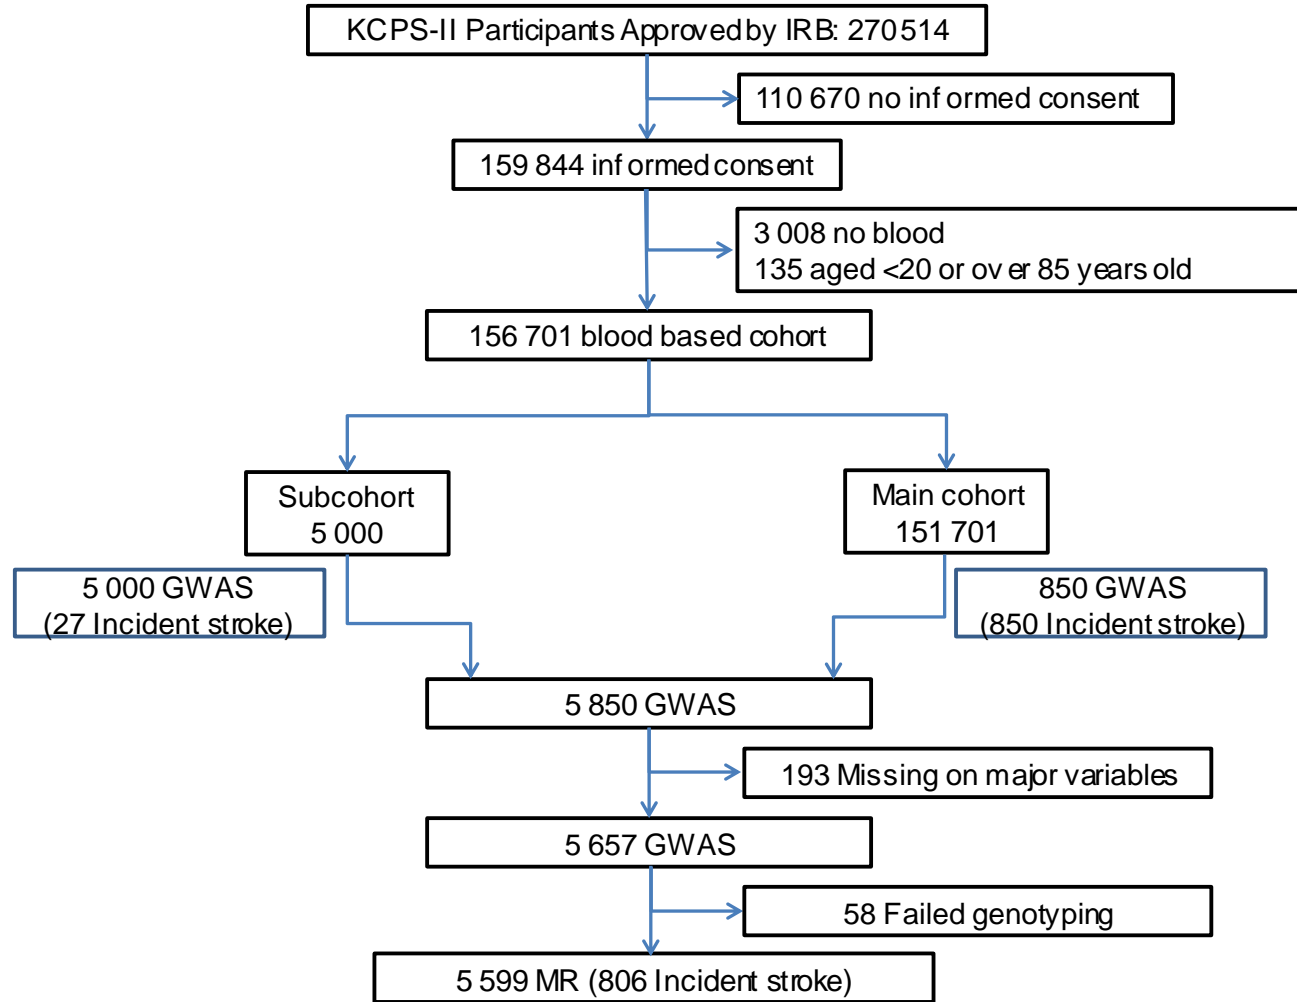 KCPS-II Participants Approved by IRB: 270 514
110 670 no informed consent
159 844 informed consent
3 008 no blood
135 aged <20 or over 85 years old
156 701 blood based cohort
Subcohort
5 000
Main cohort
151 701
5 000 GWAS
(27 Incident stroke)
850 GWAS
(850 Incident stroke)
5 850 GWAS
193 Missing on major variables
5 657 GWAS
58 Failed genotyping
5 599 MR (806 Incident stroke)